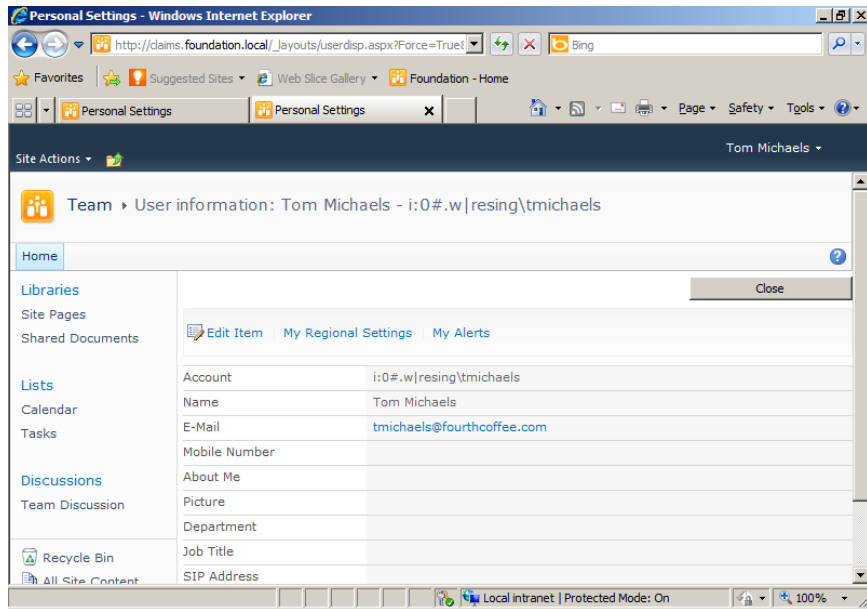 Personal Settings - Windows Internet Explorer
http://claims.foundation.local/_layouts/userdisp.aspx?Force=True&
Bing
Favorites
Suggested Sites
Web Slice Gallery
Foundation - Home
Personal Settings
Personal Settings
Page
Safety
Tools
Tom Michaels
Site Actions
Team
User information: Tom Michaels - i:0#.w|resing\tmichaels
Home
Close
Libraries
Site Pages
Shared Documents
Lists
Calendar
Tasks
Discussions
Team Discussion
Recycle Bin
All Site Content
Edit Item
My Regional Settings
My Alerts
Account i:0#.w|resing\tmichaels
Name Tom Michaels
E-Mail tmichaels@fourthcoffee.com
Mobile Number
About Me
Picture
Department
Job Title
SIP Address
Local intranet | Protected Mode: On
100%